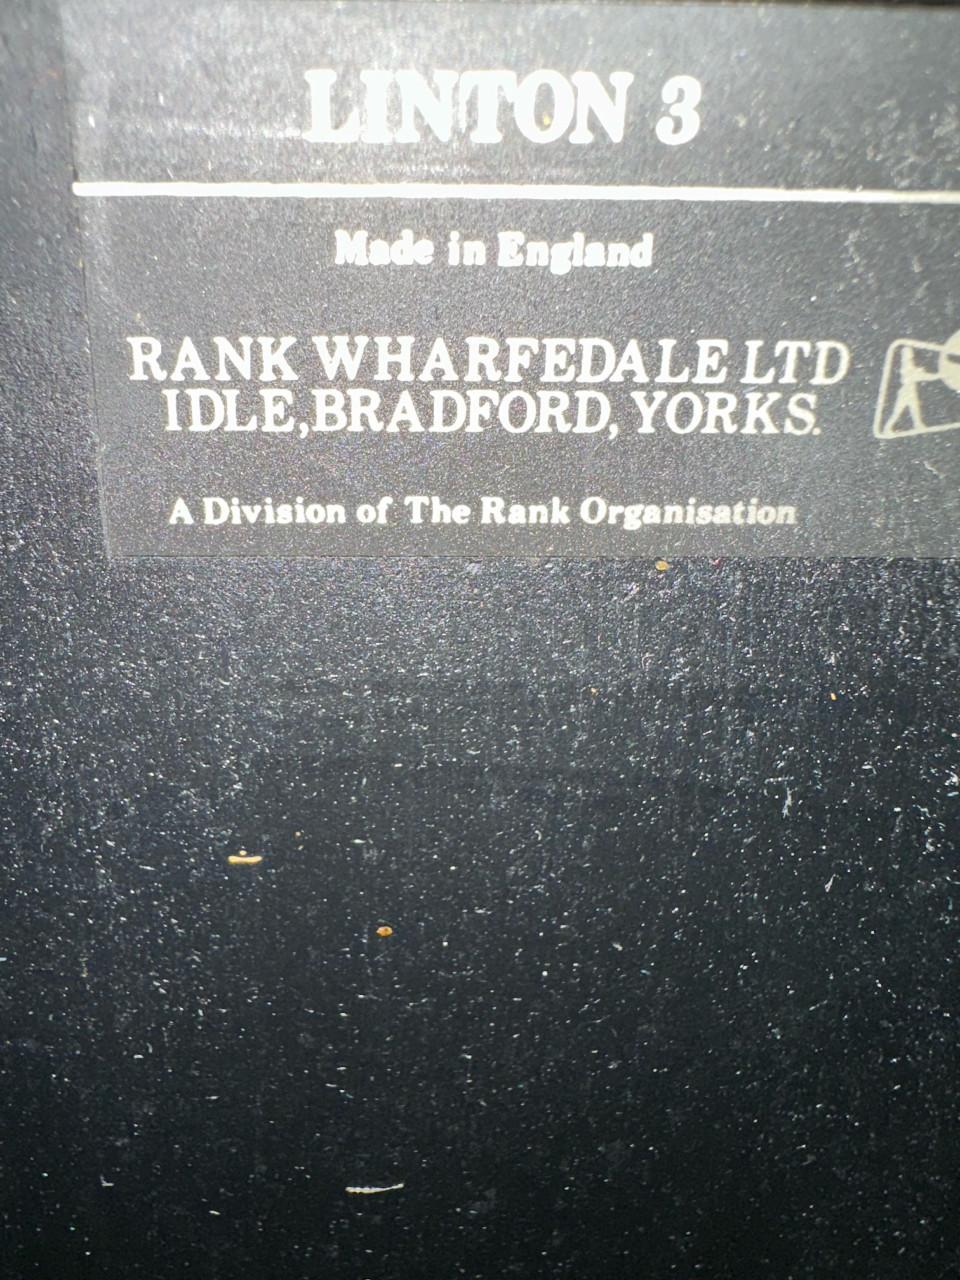 LINTON 3
Made in England
RANK WHARFEDALE LTD
IDLE, BRADFORD, YORKS.
A Division of The Rank Organisation